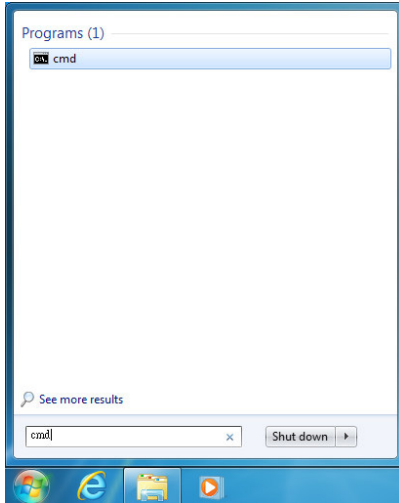 Programs (1)
C:\. cmd
See more results
cmd
Shut down